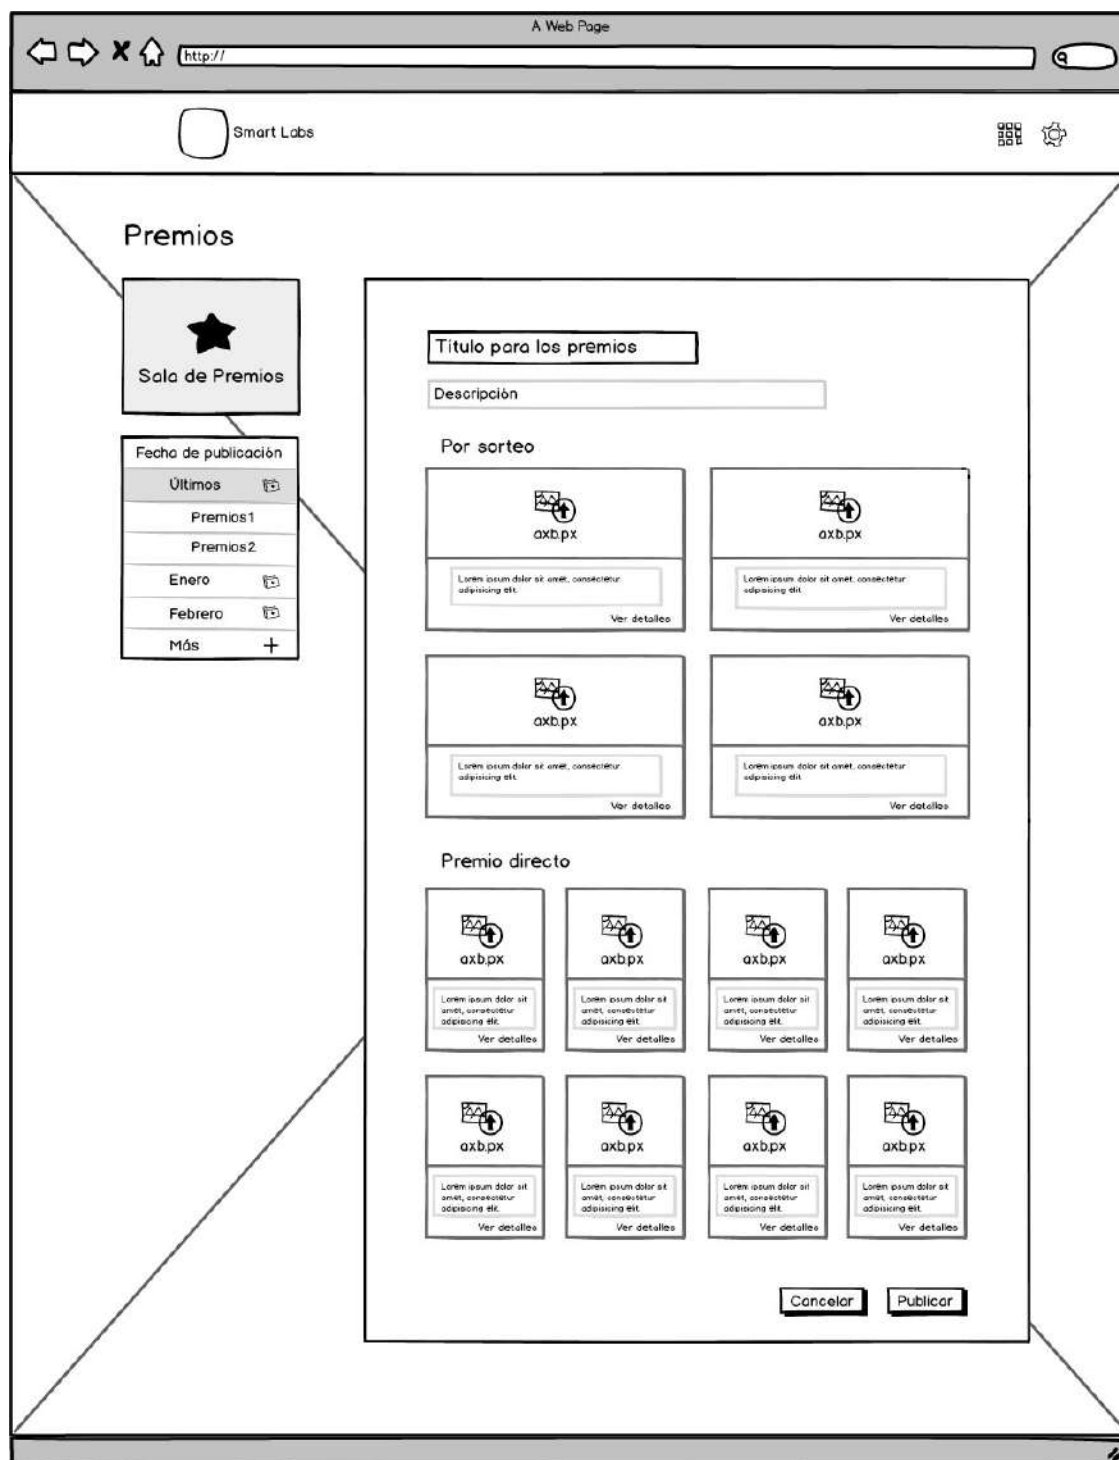 A Web Page
http://
Smart Labs
Premios
Sala de Premios
Fecha de publicación
Últimos
Premios1
Premios2
Enero
Febrero
Más
Titulo para los premios
Descripción
Por sorteo
axb.px
Lorem ipsum dolor sit amet, consectetur
adipisicing elit.
Ver detalles
axb.px
Lorem ipsum dolor sit amet, consectetur
adipisicing elit.
Ver detalles
axb.px
Lorem ipsum dolor sit amet, consectetur
adipisicing elit.
Ver detalles
axb.px
Lorem ipsum dolor sit amet, consectetur
adipisicing elit.
Ver detalles
Premio directo
axb.px
Lorem ipsum dolor sit
amet, consectetur
adipisicing elit.
Ver detalles
axb.px
Lorem ipsum dolor sit
amet, consectetur
adipisicing elit.
Ver detalles
axb.px
Lorem ipsum dolor sit
amet, consectetur
adipisicing elit.
Ver detalles
axb.px
Lorem ipsum dolor sit
amet, consectetur
adipisicing elit.
Ver detalles
axb.px
Lorem ipsum dolor sit
amet, consectetur
adipisicing elit.
Ver detalles
axb.px
Lorem ipsum dolor sit
amet, consectetur
adipisicing elit.
Ver detalles
axb.px
Lorem ipsum dolor sit
amet, consectetur
adipisicing elit.
Ver detalles
axb.px
Lorem ipsum dolor sit
amet, consectetur
adipisicing elit.
Ver detalles
Cancelar
Publicar